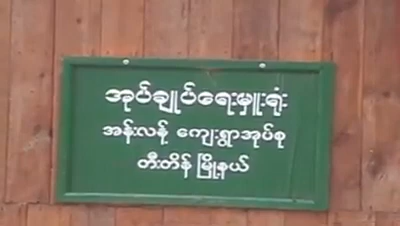 အုပ်ချုပ်ရေးမှူးရုံး
အန်းလန့် ကျေးရွာအုပ်စု
တီးတိန် မြို့နယ်